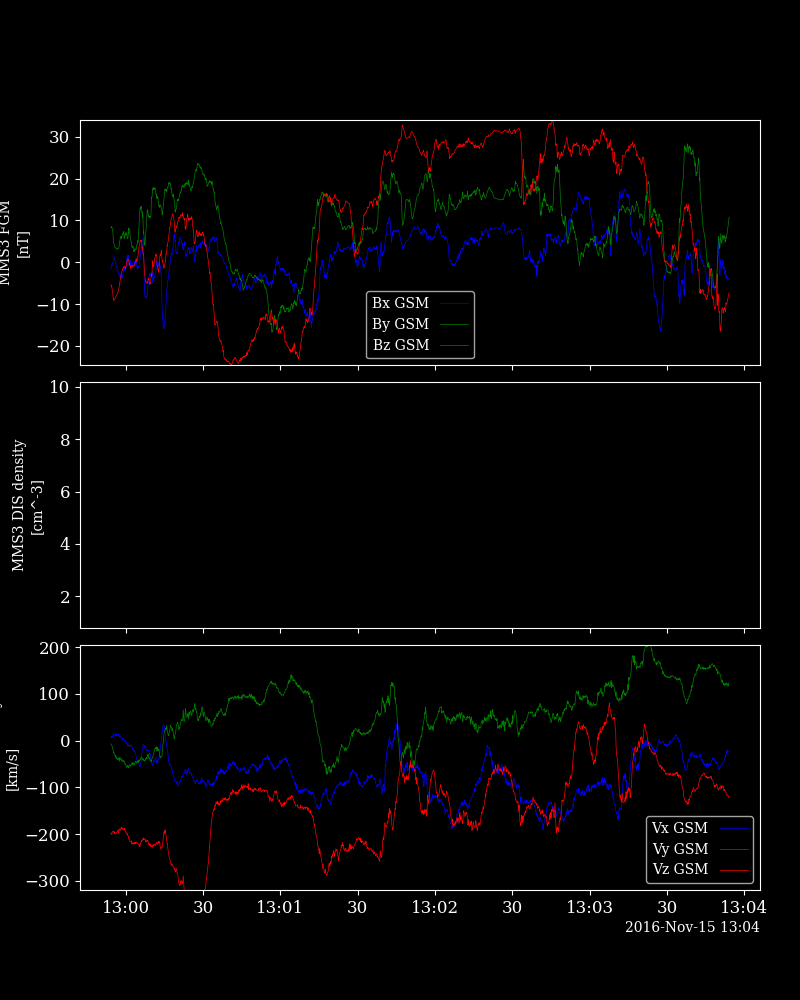 30
20
10
0
−10
−20
MMS3 FGM
[nT]
Bx GSM
By GSM
Bz GSM
10
8
6
4
2
MMS3 DIS density
[cm^-3]
200
100
0
−100
−200
−300
[km/s]
Vx GSM
Vy GSM
Vz GSM
13:00 30 13:01 30 13:02 30 13:03 30 13:04
2016-Nov-15 13:04